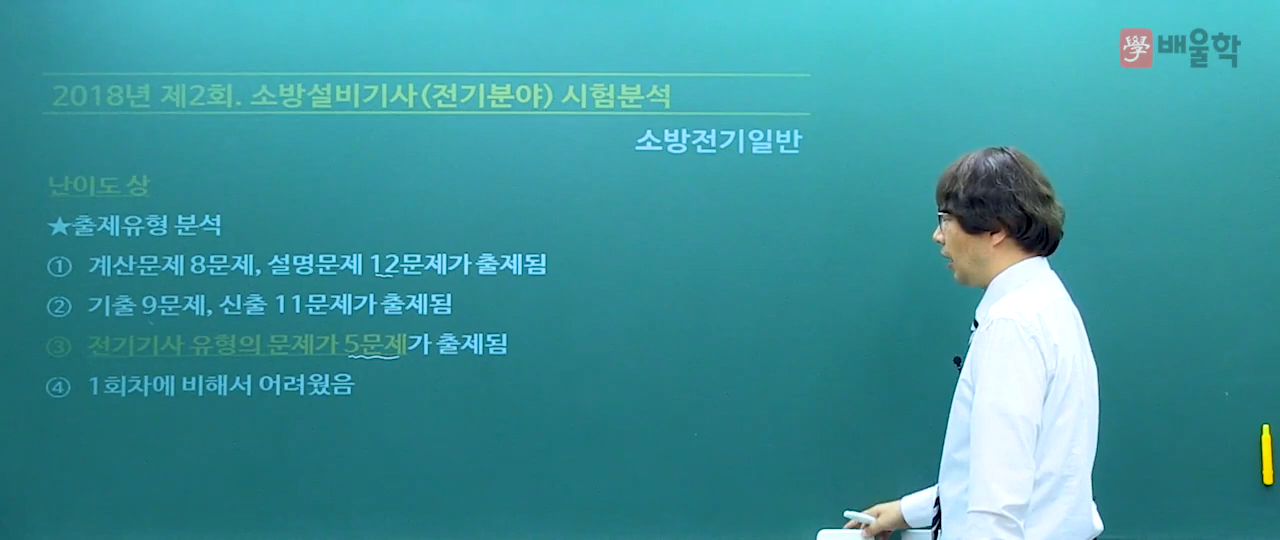 學 배울학
2018년 제2회. 소방설비기사(전기분야) 시험분석
소방전기일반
난이도 상
★출제유형 분석
① 계산문제 8문제, 설명문제 12문제가 출제됨
② 기출 9문제, 신출 11문제가 출제됨
③ 전기기사 유형의 문제가 5문제가 출제됨
④ 1회차에 비해서 어려웠음